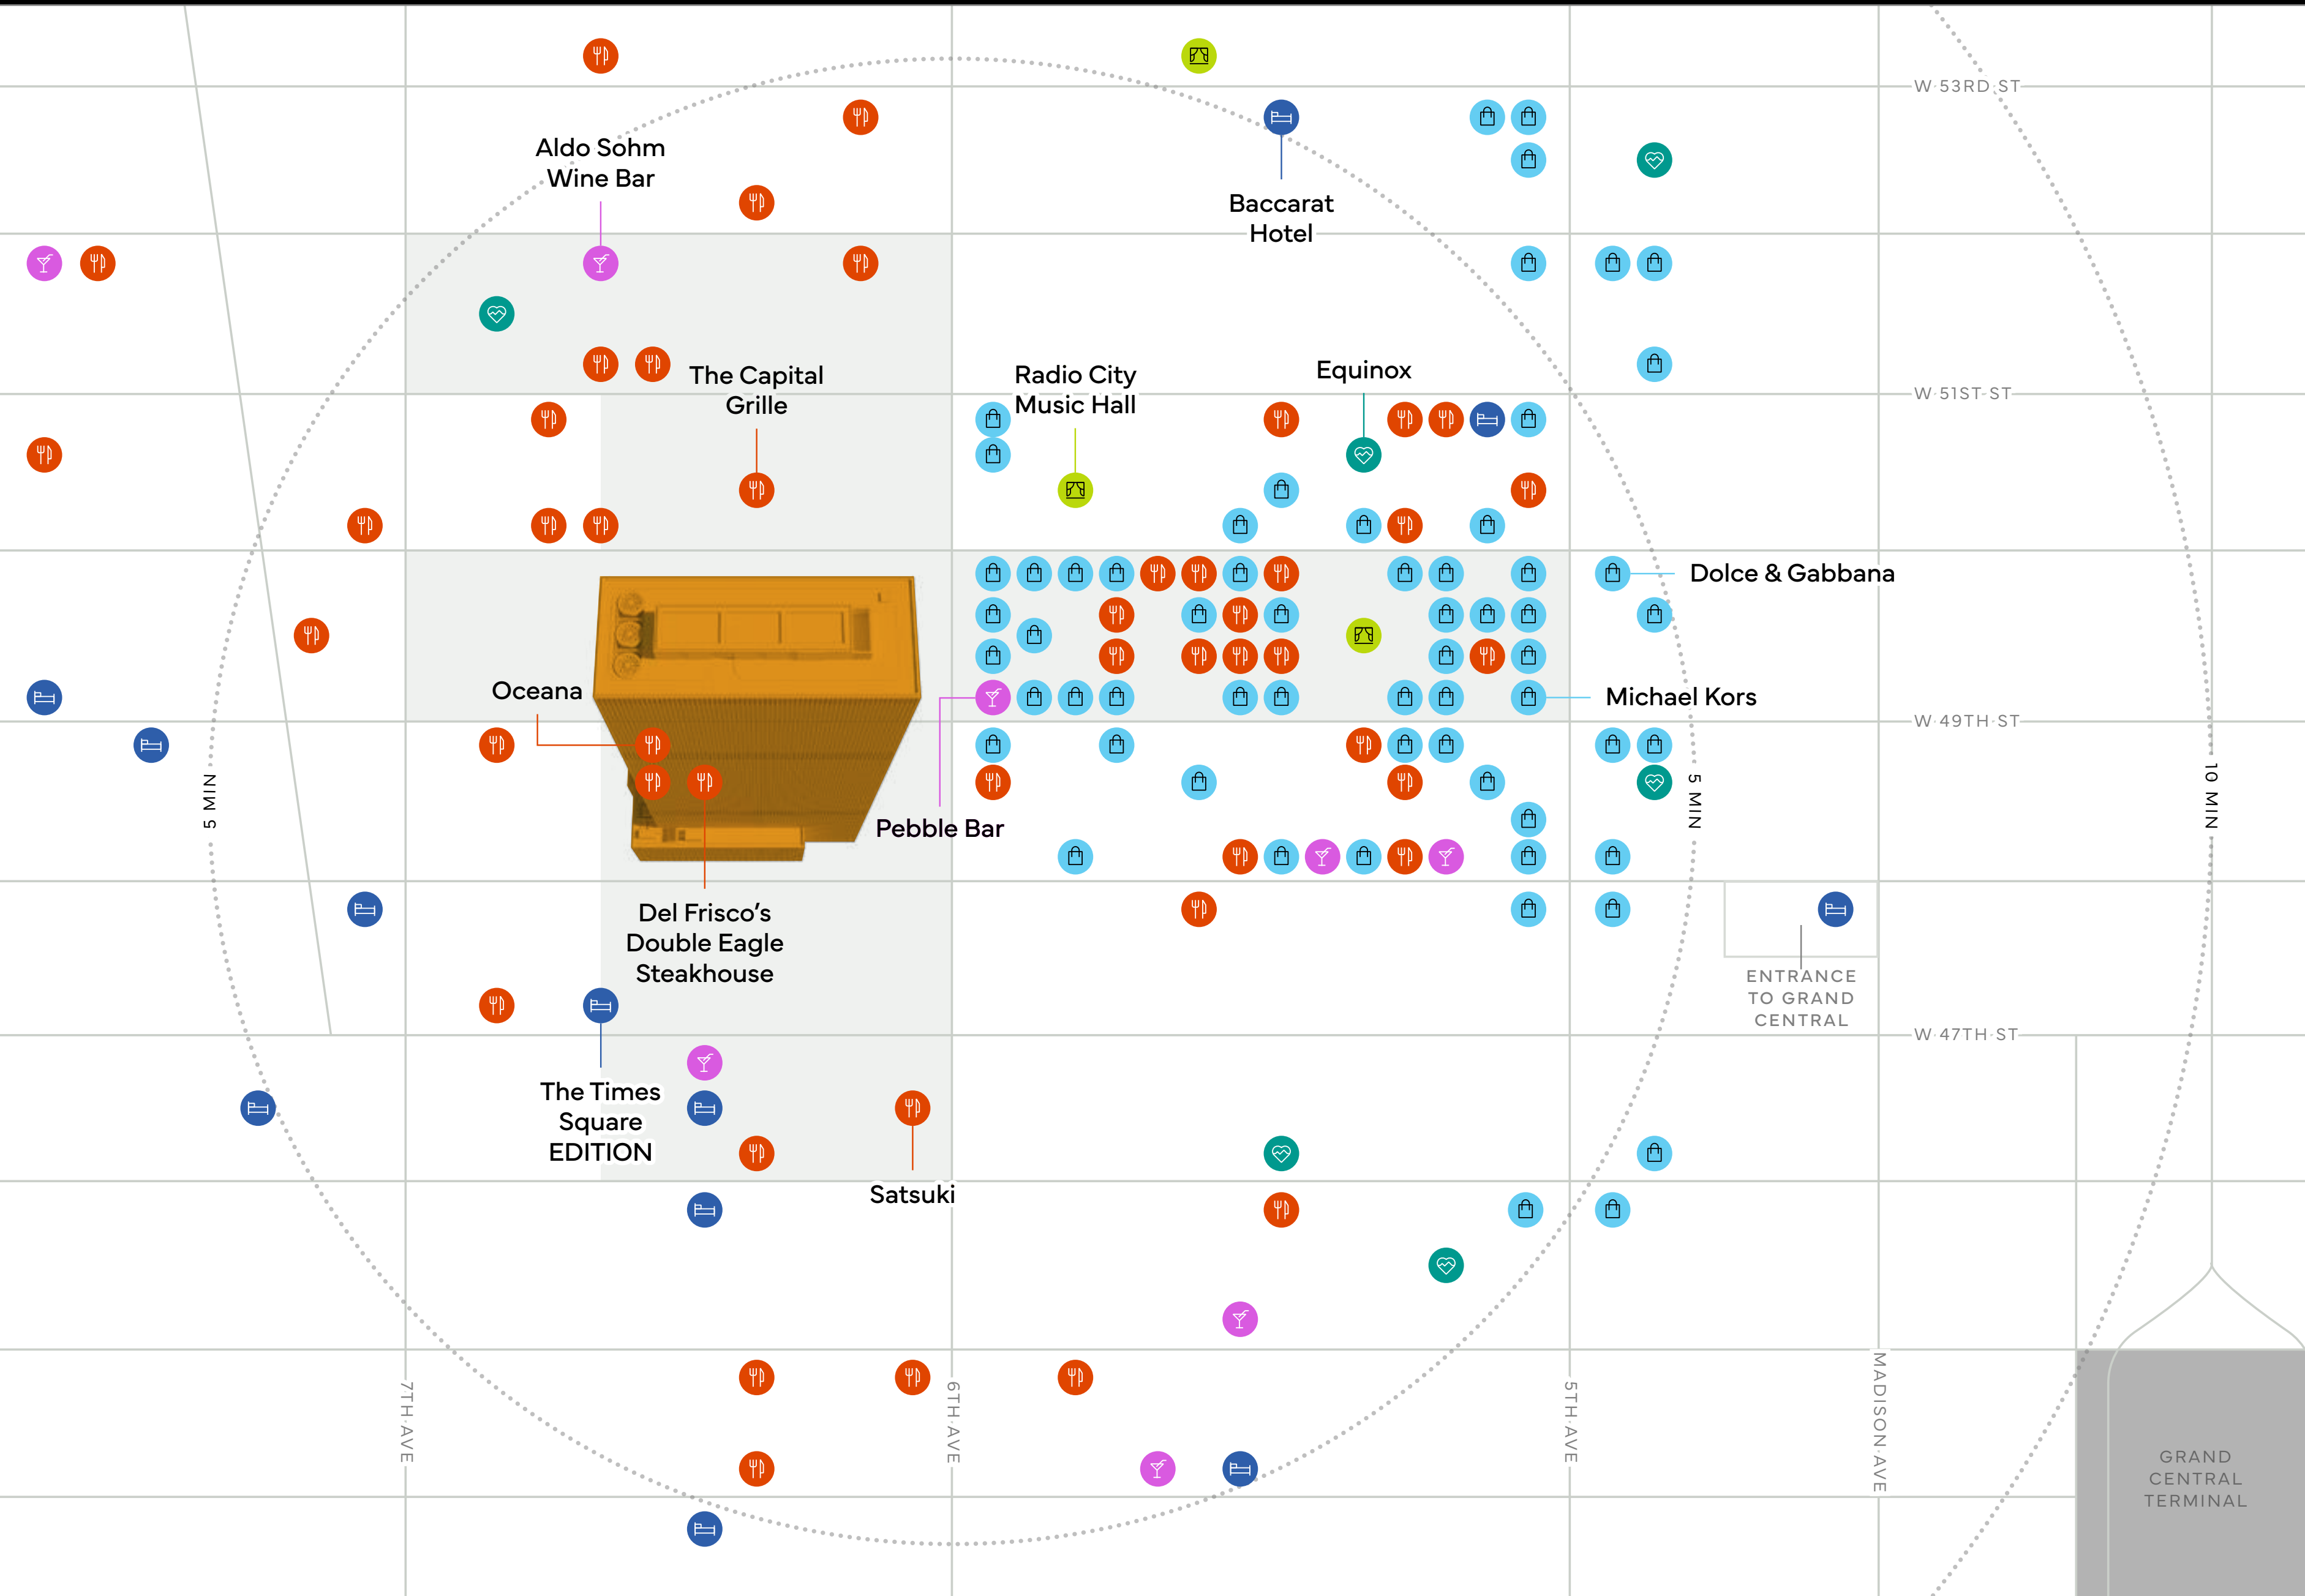 W 53RD ST
Aldo Sohm
Wine Bar
Baccarat
Hotel
The Capital
Grille
Radio City
Music Hall
Equinox
W 51ST ST
Dolce & Gabbana
Oceana
Michael Kors
W 49TH ST
5 MIN
5 MIN
10 MIN
Pebble Bar
Del Frisco’s
Double Eagle
Steakhouse
ENTRANCE
TO GRAND
CENTRAL
W 47TH ST
The Times
Square
EDITION
Satsuki
7TH AVE
6TH AVE
5TH AVE
MADISON AVE
GRAND
CENTRAL
TERMINAL